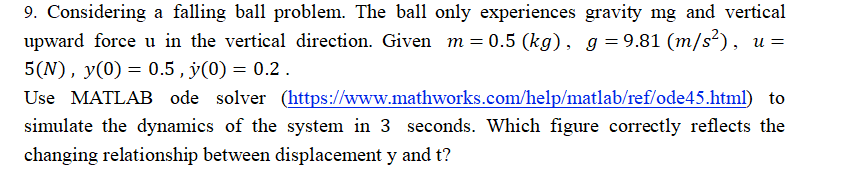 9. Considering a falling ball problem. The ball only experiences gravity mg and vertical
upward force u in the vertical direction. Given m = 0.5 (kg), g = 9.81 (m/s²), u =
5(N), y(0) = 0.5, ẏ(0) = 0.2.
Use MATLAB ode solver (https://www.mathworks.com/help/matlab/ref/ode45.html) to
simulate the dynamics of the system in 3 seconds. Which figure correctly reflects the
changing relationship between displacement y and t?